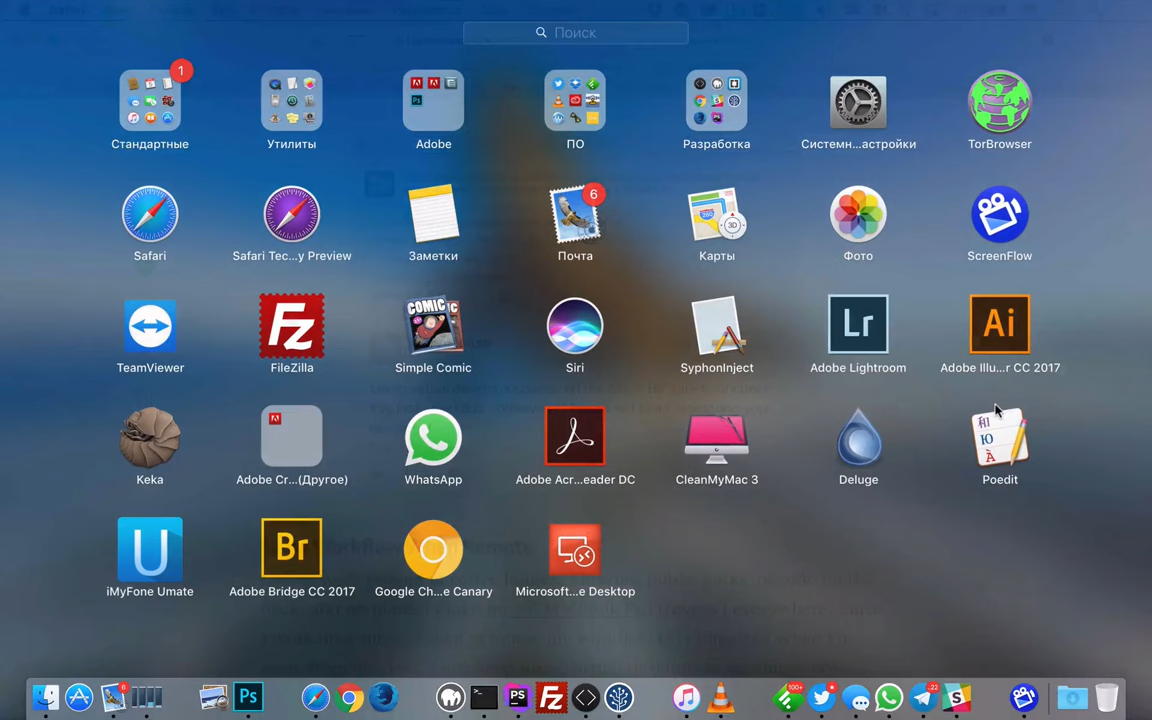 Поиск
1
Стандартные
Утилиты
Adobe
ПО
Разработка
Системн...астройки
TorBrowser
6
Safari
Safari Tec...y Preview
Заметки
Почта
Карты
Фото
ScreenFlow
TeamViewer
FileZilla
Simple Comic
Siri
SyphonInject
Adobe Lightroom
Adobe Illu...r CC 2017
Keka
Adobe Cr...(Другое)
WhatsApp
Adobe Acr...eader DC
CleanMyMac 3
Deluge
Poedit
iMyFone Umate
Adobe Bridge CC 2017
Google Ch...e Canary
Microsoft...e Desktop